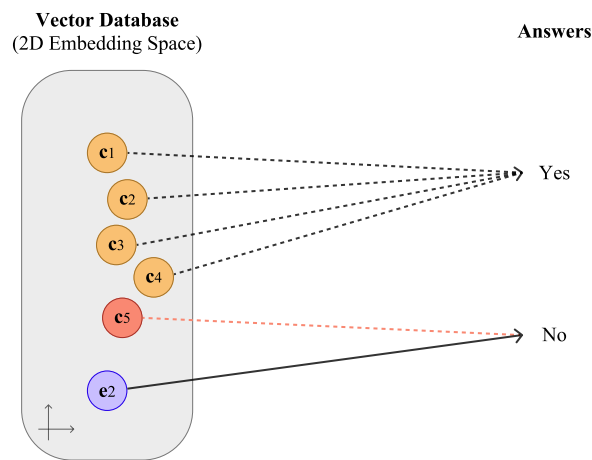 Vector Database
(2D Embedding Space)
Answers
c1
c2
c3
c4
c5
e2
Yes
No